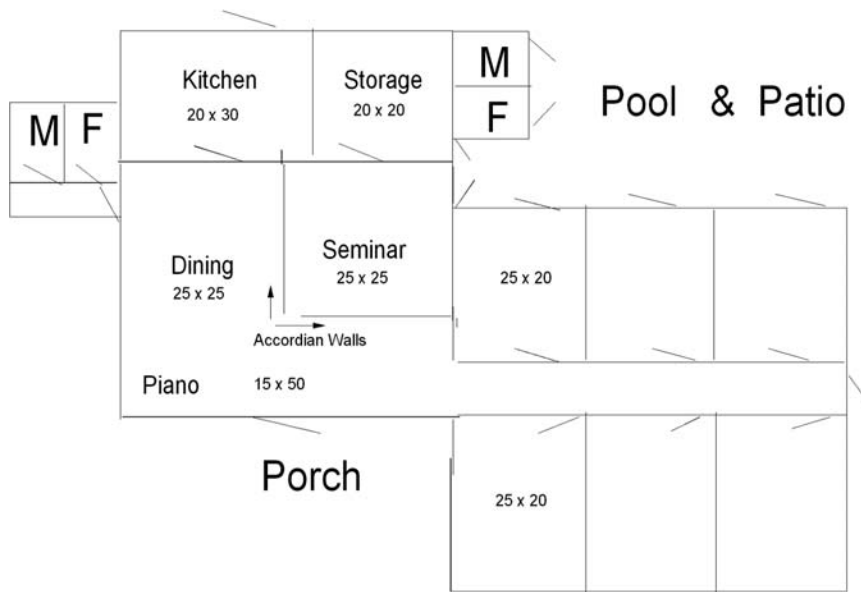 Kitchen
20 x 30
Storage
20 x 20
M
F
Pool & Patio
M F
Dining
25 x 25
Seminar
25 x 25
25 x 20
Accordian Walls
Piano
15 x 50
Porch
25 x 20